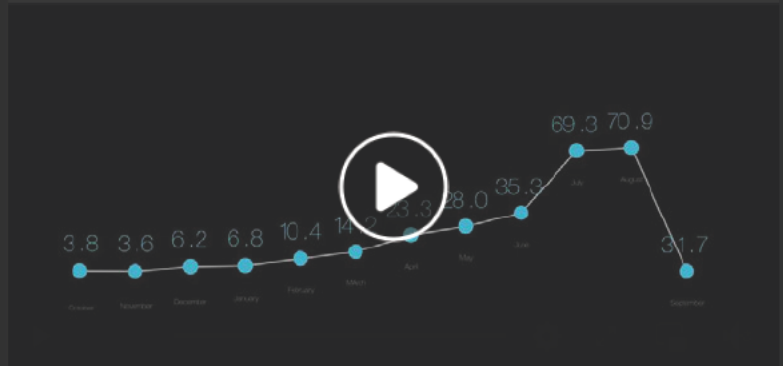 69.3 70.9
July August
3.8 3.6 6.2 6.8 10.4 14.2 23.3 28.0 35.3 31.7
October November December January February March April May June September